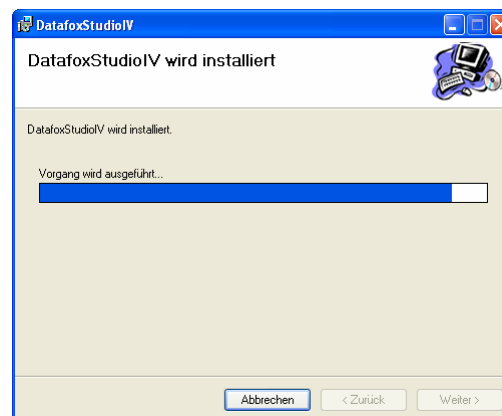 DatafoxStudioIV
DatafoxStudioIV wird installiert
DatafoxStudioIV wird installiert.
Vorgang wird ausgeführt...
Abbrechen
< Zurück
Weiter >